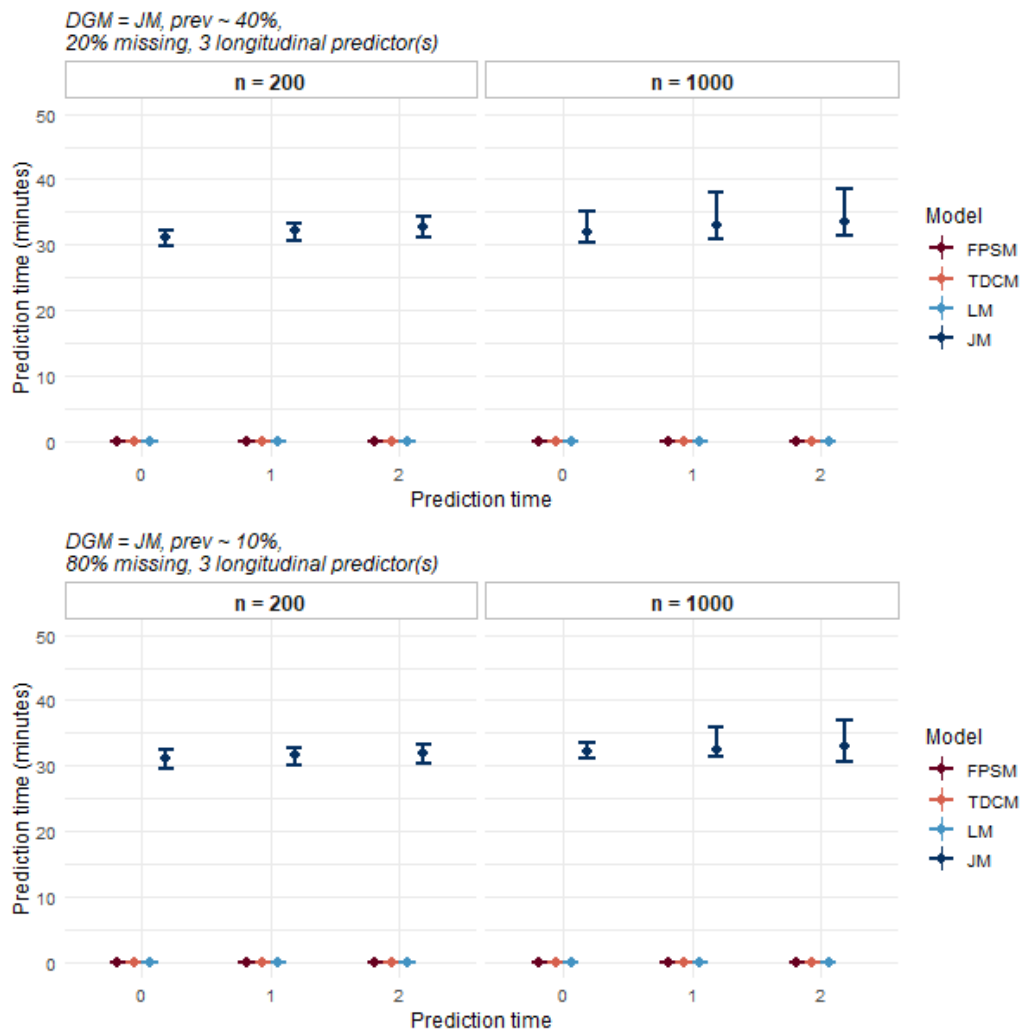 DGM = JM, prev ~ 40%,
20% missing, 3 longitudinal predictor(s)
n = 200
n = 1000
Prediction time (minutes)
50
40
30
20
10
0
0 1 2
0 1 2
Prediction time
Model
FPSM
TDCM
LM
JM
DGM = JM, prev ~ 10%,
80% missing, 3 longitudinal predictor(s)
n = 200
n = 1000
Prediction time (minutes)
50
40
30
20
10
0
0 1 2
0 1 2
Prediction time
Model
FPSM
TDCM
LM
JM